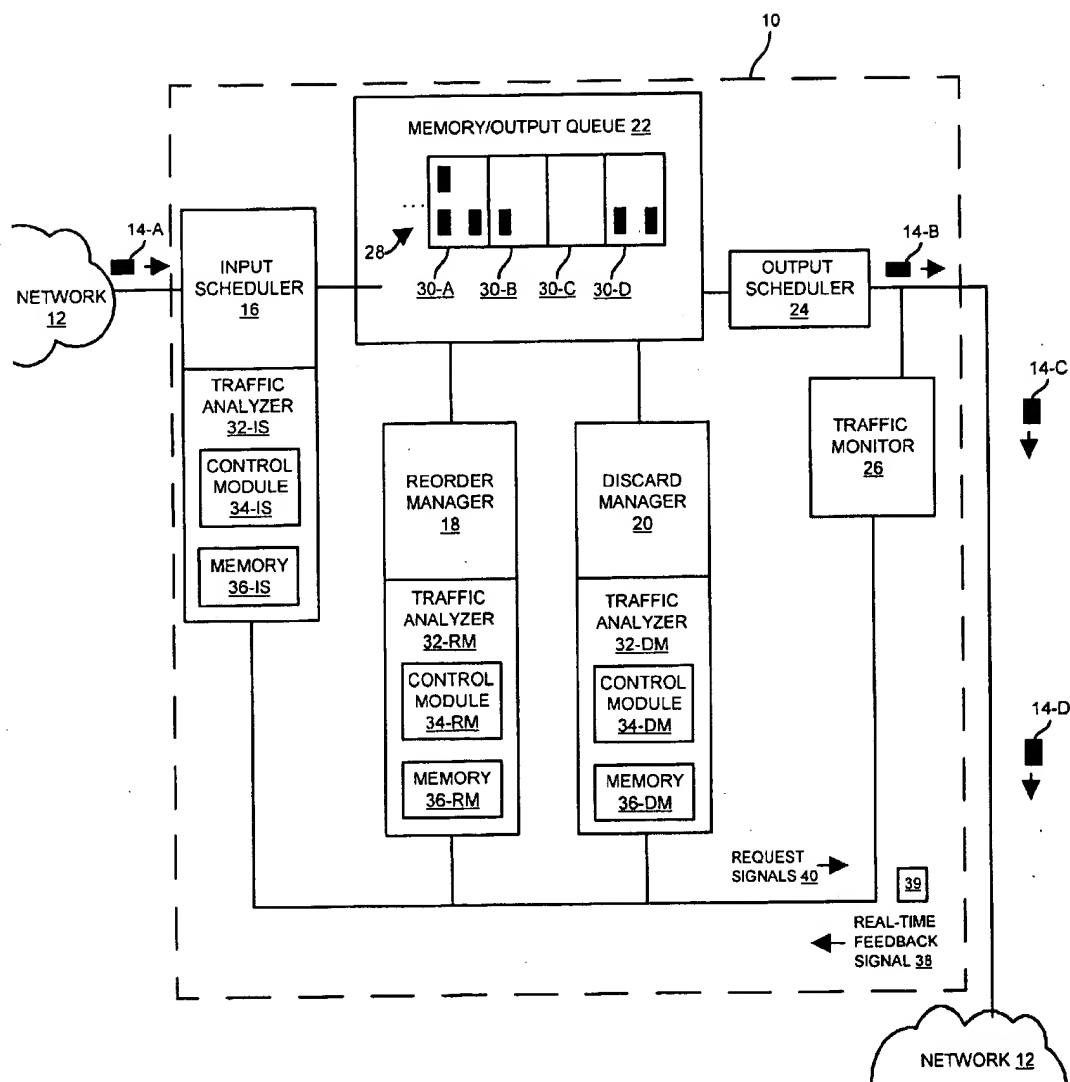 10
MEMORY/OUTPUT QUEUE 22
28
30-A
30-B
30-C
30-D
14-A
NETWORK
12
INPUT
SCHEDULER
16
TRAFFIC
ANALYZER
32-IS
CONTROL
MODULE
34-IS
MEMORY
36-IS
OUTPUT
SCHEDULER
24
14-B
14-C
TRAFFIC
MONITOR
26
REORDER
MANAGER
18
TRAFFIC
ANALYZER
32-RM
CONTROL
MODULE
34-RM
MEMORY
36-RM
DISCARD
MANAGER
20
TRAFFIC
ANALYZER
32-DM
CONTROL
MODULE
34-DM
MEMORY
36-DM
14-D
REQUEST
SIGNALS 40
39
REAL-TIME
FEEDBACK
SIGNAL 38
NETWORK 12